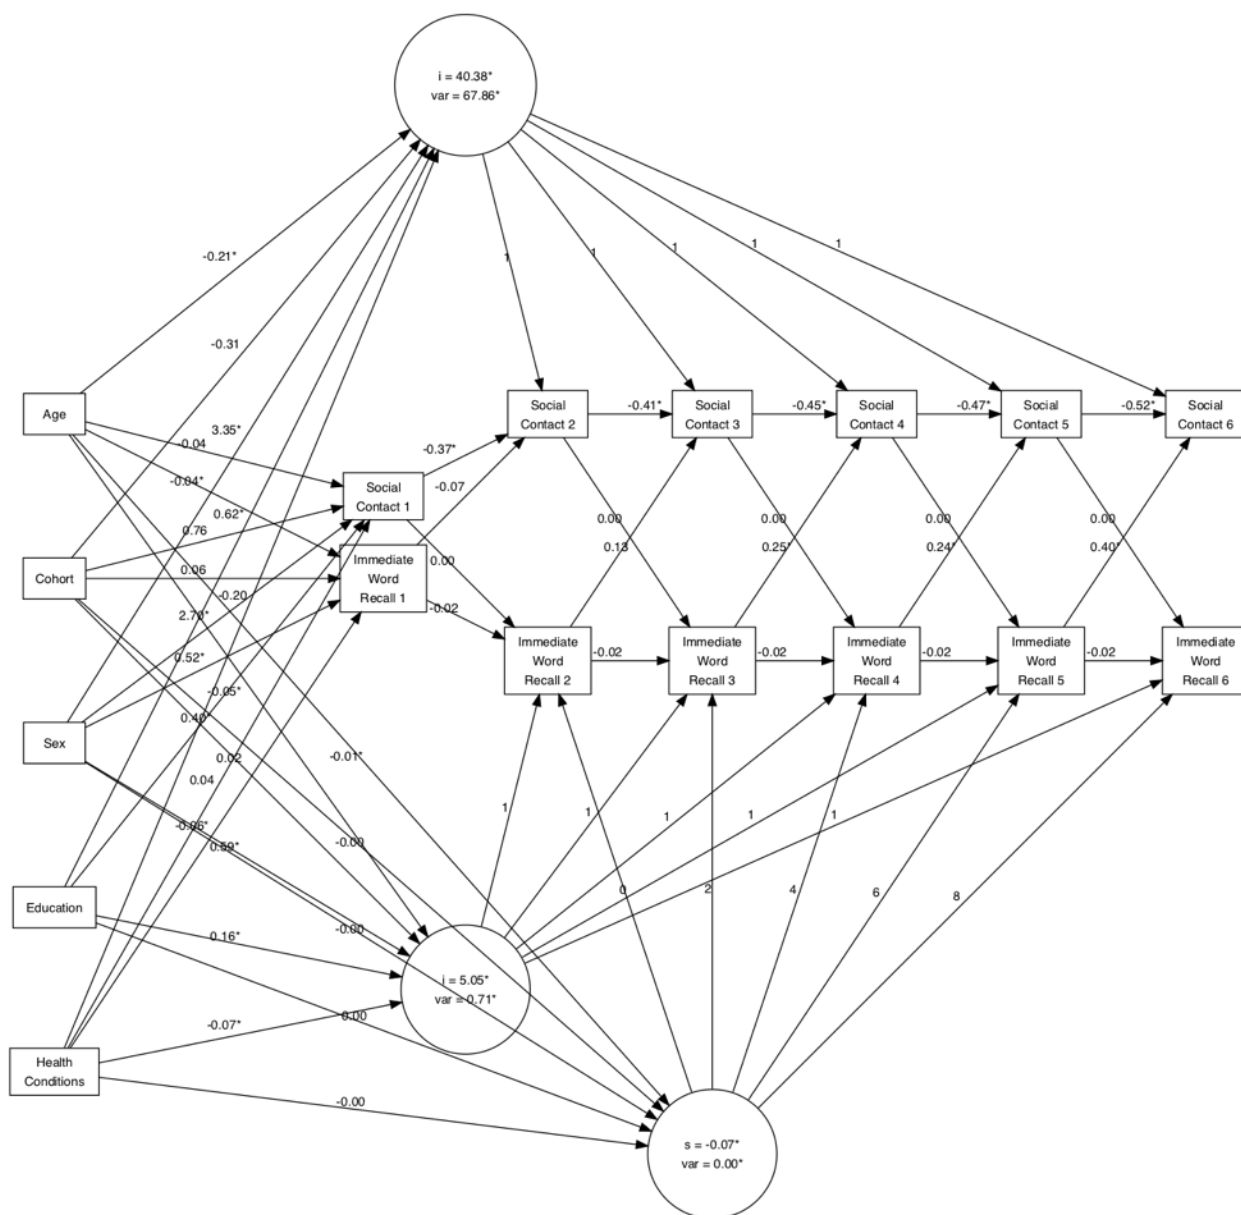 i = 40.38*
var = 67.86*
1
1
1
1
1
-0.21*
-0.31
Age
Social
Contact 2
-0.41*
Social
Contact 3
-0.45*
Social
Contact 4
-0.47*
Social
Contact 5
-0.52*
Social
Contact 6
3.35*
-0.04
-0.37*
-0.04*
Social
Contact 1
-0.07
0.62*
0.76
0.00
0.13
0.00
0.25*
0.00
0.24*
0.00
0.40*
Cohort
0.06
Immediate
Word
Recall 1
0.00
-0.20
-0.02
2.70*
Immediate
Word
Recall 2
-0.02
Immediate
Word
Recall 3
-0.02
Immediate
Word
Recall 4
-0.02
Immediate
Word
Recall 5
-0.02
Immediate
Word
Recall 6
0.52*
-0.05*
0.40*
Sex
0.02
-0.01*
0.04
1
1
1
1
1
-0.06*
0.59*
-0.00
0
2
4
6
8
Education
0.16*
-0.00
i = 5.05*
var = 0.71*
0.00
-0.07*
Health
Conditions
-0.00
s = -0.07*
var = 0.00*